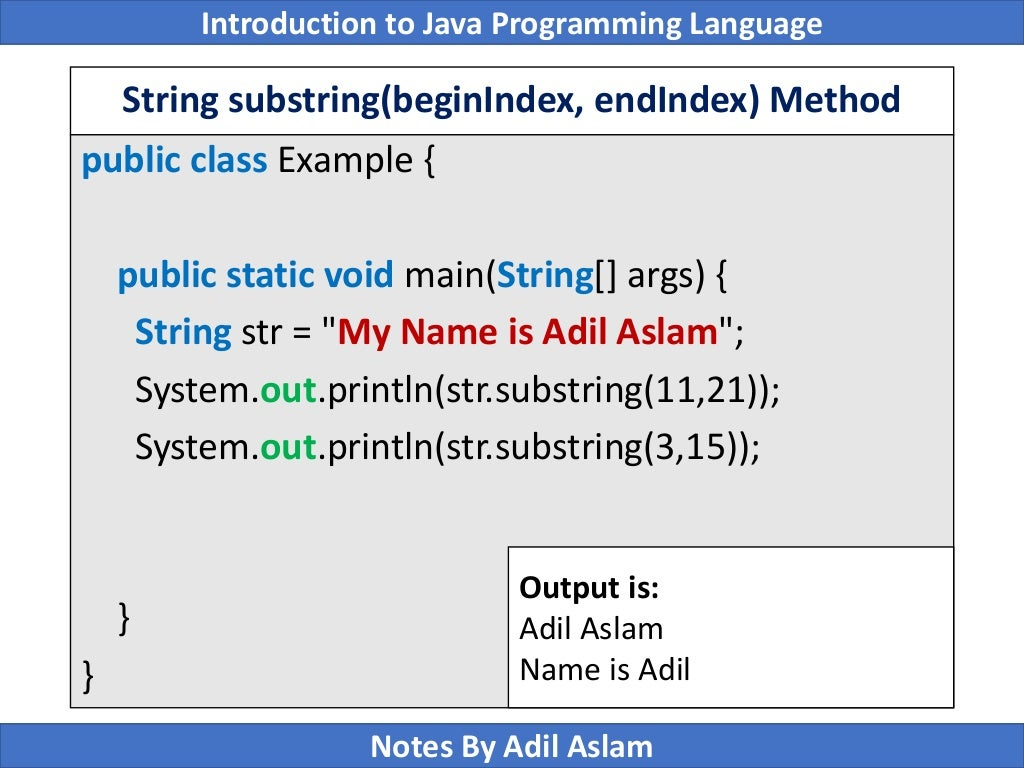 Introduction to Java Programming Language
String substring(beginIndex, endIndex) Method
public class Example {
public static void main(String[] args) {
String str = "My Name is Adil Aslam";
System.out.println(str.substring(11,21));
System.out.println(str.substring(3,15));
}
}
Output is:
Adil Aslam
Name is Adil
Notes By Adil Aslam